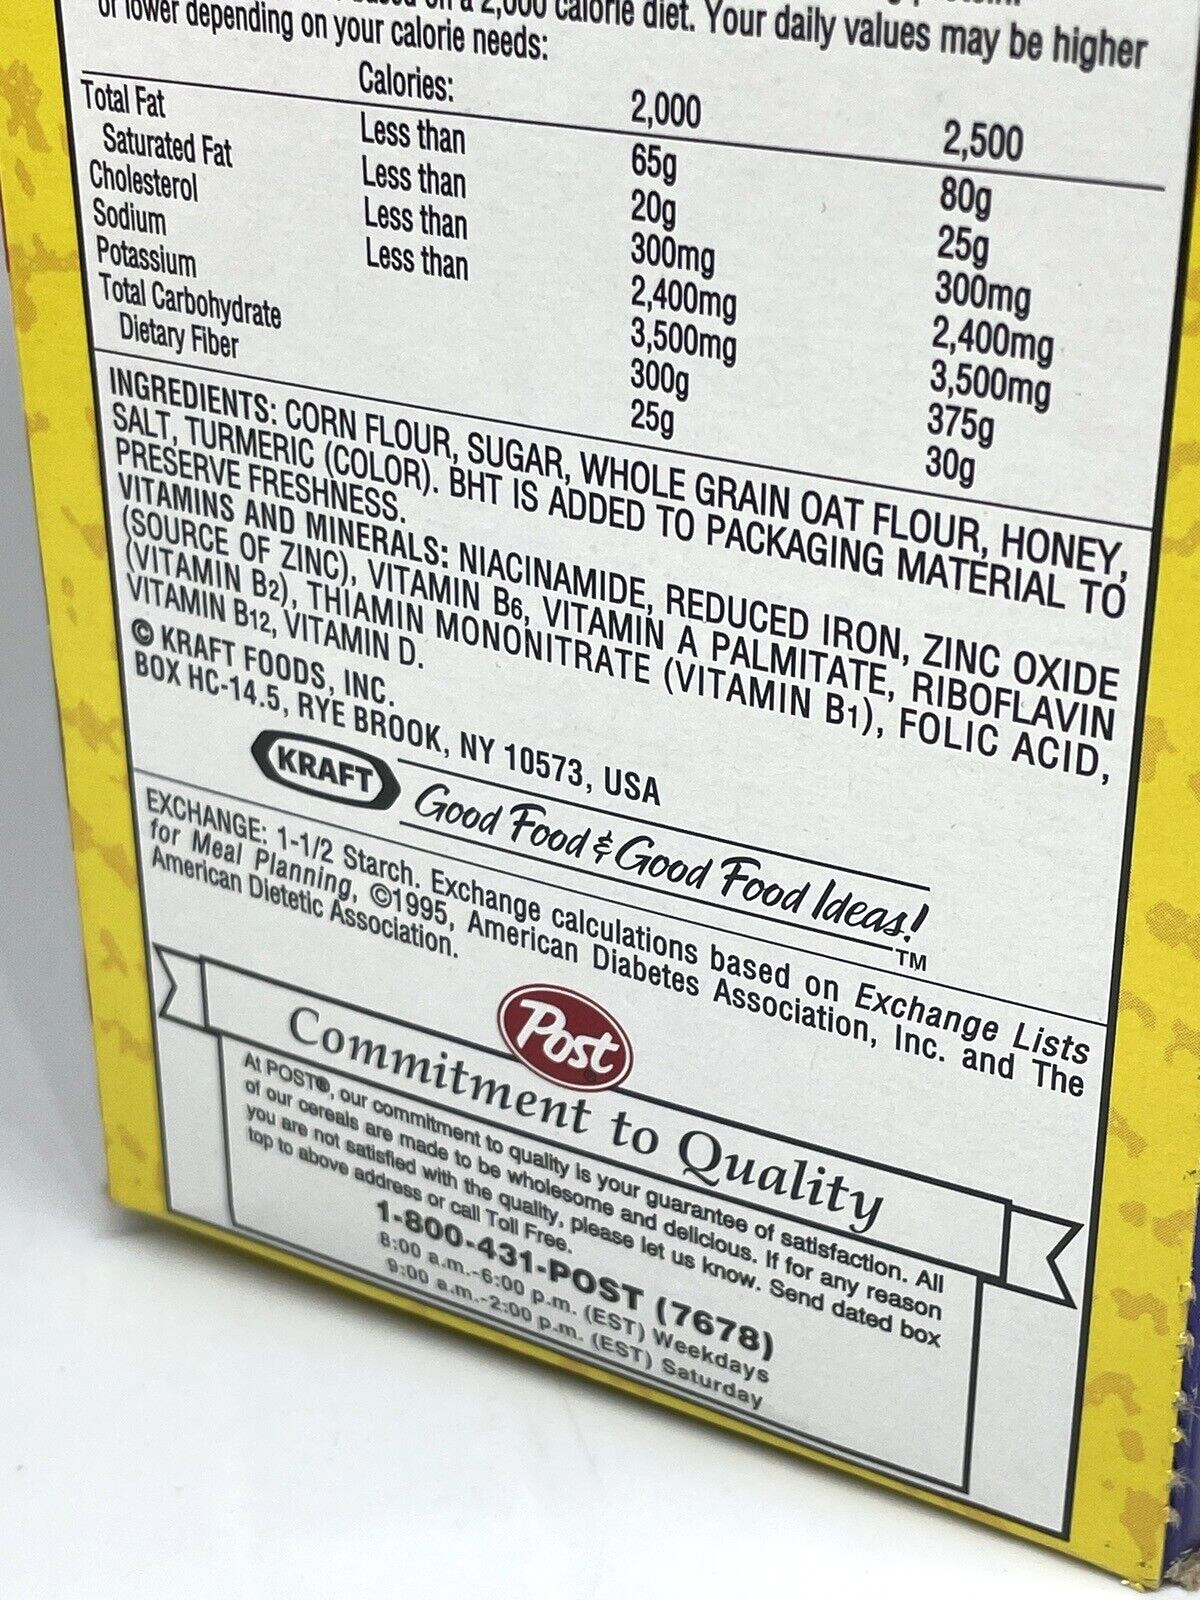 a 2,000 calorie diet. Your daily values may be higher
or lower depending on your calorie needs:
Calories: 2,000 2,500
Total Fat Less than 65g 80g
Saturated Fat Less than 20g 25g
Cholesterol Less than 300mg 300mg
Sodium Less than 2,400mg 2,400mg
Potassium 3,500mg 3,500mg
Total Carbohydrate 300g 375g
Dietary Fiber 25g 30g
INGREDIENTS: CORN FLOUR, SUGAR, WHOLE GRAIN OAT FLOUR, HONEY,
SALT, TURMERIC (COLOR). BHT IS ADDED TO PACKAGING MATERIAL TO
PRESERVE FRESHNESS.
VITAMINS AND MINERALS: NIACINAMIDE, REDUCED IRON, ZINC OXIDE
(SOURCE OF ZINC), VITAMIN B6, VITAMIN A PALMITATE, RIBOFLAVIN
(VITAMIN B2), THIAMIN MONONITRATE (VITAMIN B1), FOLIC ACID,
VITAMIN B12, VITAMIN D.
© KRAFT FOODS, INC.
BOX HC-14.5, RYE BROOK, NY 10573, USA
KRAFT Good Food & Good Food Ideas! TM
EXCHANGE: 1-1/2 Starch. Exchange calculations based on Exchange Lists
for Meal Planning, ©1995, American Diabetes Association, Inc. and The
American Dietetic Association.
Post®
Commitment to Quality
At POST®, our commitment to quality is your guarantee of satisfaction. All
of our cereals are made to be wholesome and delicious. If for any reason
you are not satisfied with the quality, please let us know. Send dated box
top to above address or call Toll Free.
1-800-431-POST (7678)
8:00 a.m.-6:00 p.m. (EST) Weekdays
9:00 a.m.-2:00 p.m. (EST) Saturday